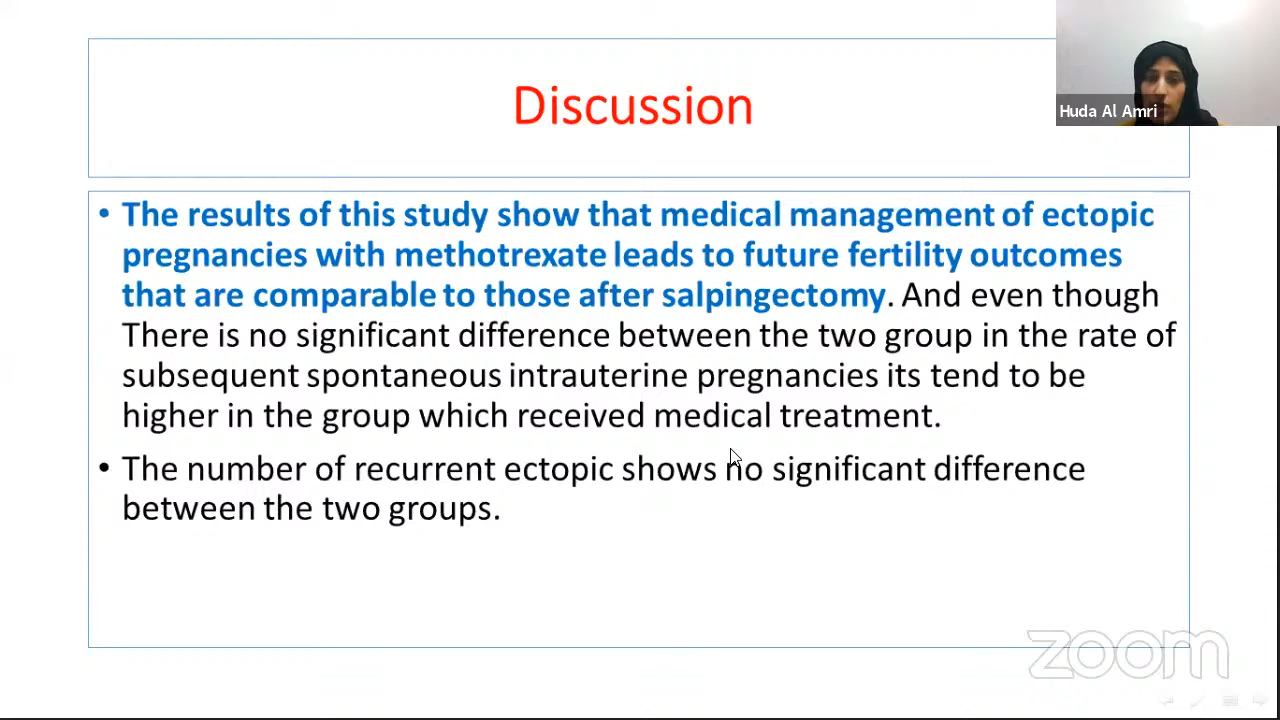 Discussion
Huda Al Amri
• The results of this study show that medical management of ectopic
pregnancies with methotrexate leads to future fertility outcomes
that are comparable to those after salpingectomy. And even though
There is no significant difference between the two group in the rate of
subsequent spontaneous intrauterine pregnancies its tend to be
higher in the group which received medical treatment.
• The number of recurrent ectopic shows no significant difference
between the two groups.
zoom